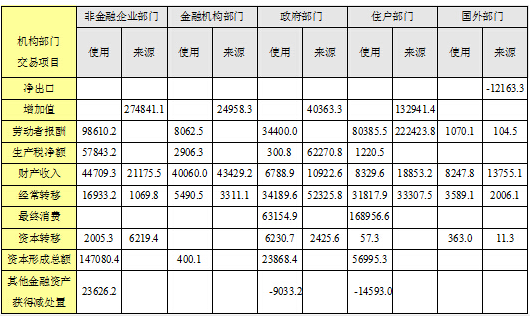 机构部门 交易项目 非金融企业部门 金融机构部门 政府部门 住户部门 国外部门
使用 来源 使用 来源 使用 来源 使用 来源 使用 来源
净出口 -12163.3
增加值 274841.1 24958.3 40363.3 132941.4
劳动者报酬 98610.2 8062.5 34400.0 80385.5 222423.8 1070.1 104.5
生产税净额 57843.2 2906.3 300.8 62270.8 1220.5
财产收入 44709.3 21175.5 40060.0 43429.2 6788.9 10922.6 8329.6 18853.2 8247.8 13755.1
经常转移 16933.2 1069.8 5490.5 3311.1 34189.6 52325.8 31817.9 33307.5 3589.1 2006.1
最终消费 63154.9 168956.6
资本转移 2005.3 6219.4 6230.7 2425.6 57.3 363.0 11.3
资本形成总额 147080.4 400.1 23868.4 56995.3
其他金融资产
获得减处置 23626.2 -9033.2 -14593.0